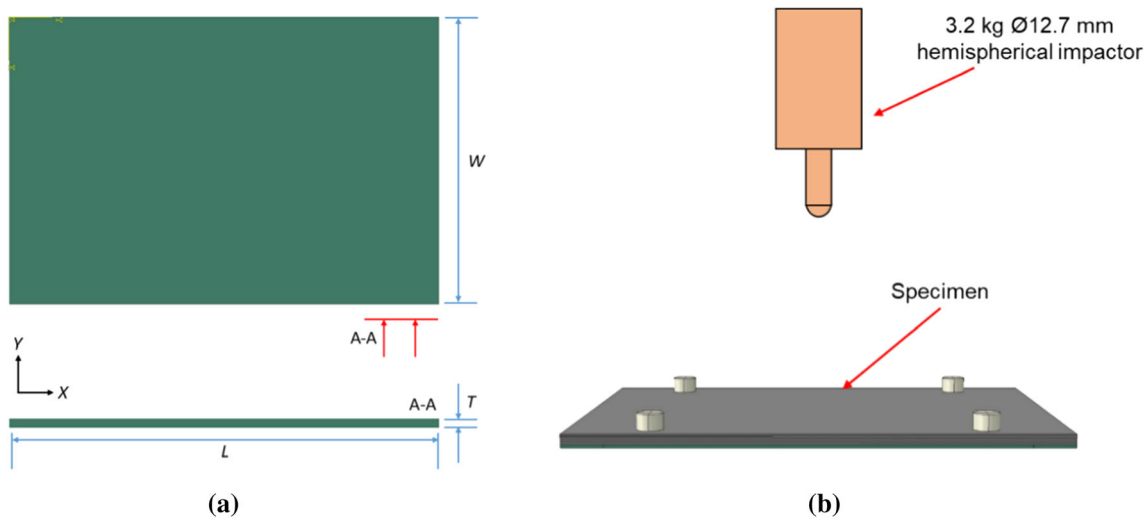 W
A-A
Y
X
A-A
T
L
(a)
3.2 kg Ø12.7 mm
hemispherical impactor
Specimen
(b)